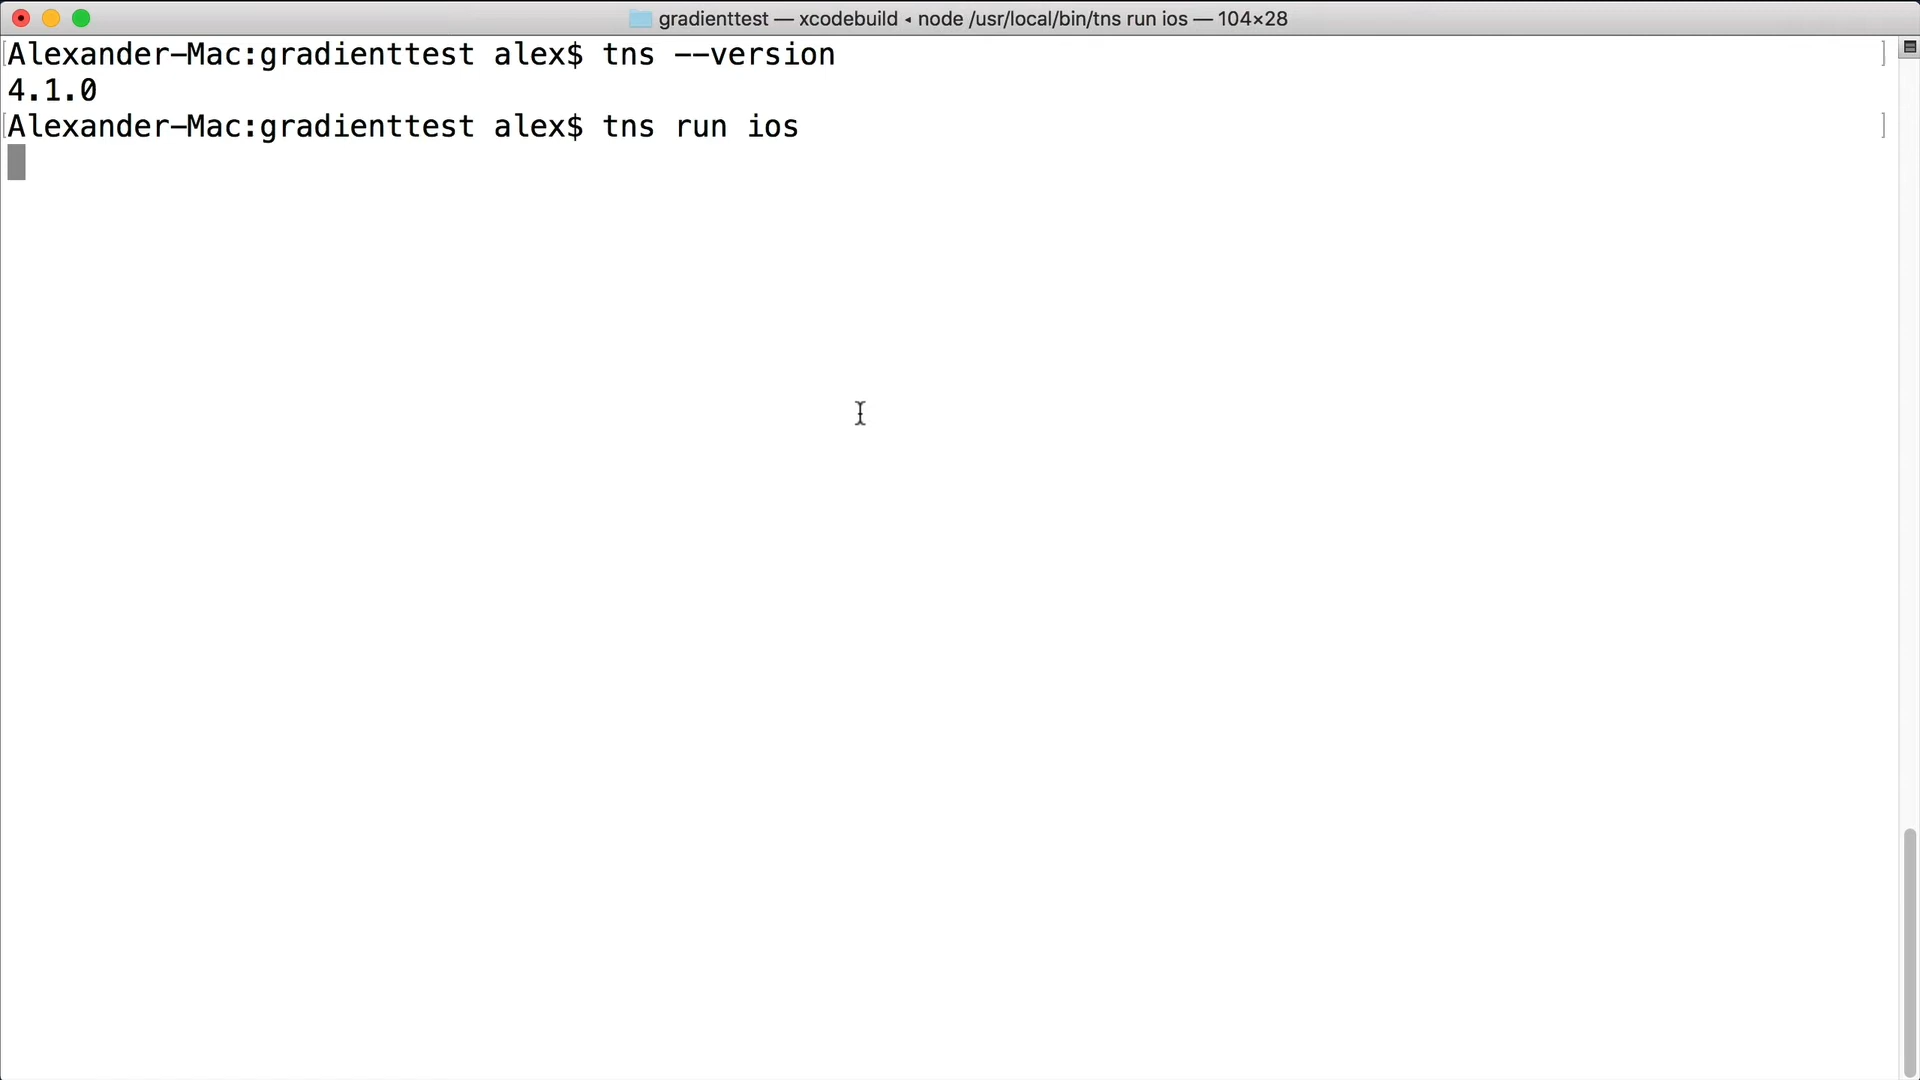 gradienttest — xcodebuild ◂ node /usr/local/bin/tns run ios — 104×28
[Alexander-Mac:gradienttest alex$ tns --version ]
4.1.0
[Alexander-Mac:gradienttest alex$ tns run ios ]